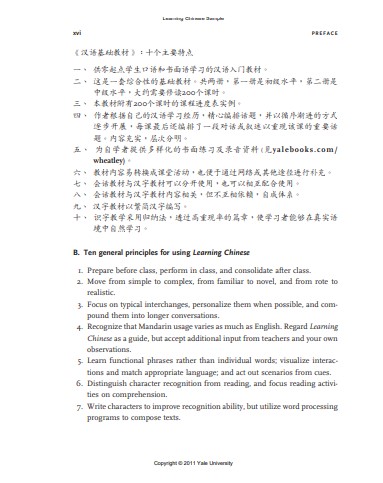 Learning Chinese Sample
xvi PREFACE
《汉语基础教材》:十个主要特点
一、 供零起点学生口语和书面语学习的汉语入门教材。
二、 这是一套综合性的基础教材。共两册,第一册是初级水平,第二册是
中级水平,大约需要修读200个课时。
三、 本教材附有200个课时的课程进度表实例。
四、 作者根据自己的汉语学习经历,精心编排话题,并以循序渐进的方式
逐步开展,每课最后还编排了一段对话或叙述以重现该课的重要话
题。内容充实,层次分明。
五、 为自学者提供多样化的书面练习及录音资料(见yalebooks.com/
wheatley)。
六、 教材内容易转换成课堂活动,也便于通过网络或其他途径进行补充。
七、 会话教材与汉字教材可以分开使用,也可以相互配合使用。
八、 会话教材与汉字教材内容相关,但不互相依赖,自成体系。
九、 汉字教材以繁简汉字编写。
十、 识字教学采用归纳法,透过高重现率的篇章,使学习者能够在真实语
境中自然学习。
B. Ten general principles for using Learning Chinese
1. Prepare before class, perform in class, and consolidate after class.
2. Move from simple to complex, from familiar to novel, and from rote to
realistic.
3. Focus on typical interchanges, personalize them when possible, and com-
pound them into longer conversations.
4. Recognize that Mandarin usage varies as much as English. Regard Learning
Chinese as a guide, but accept additional input from teachers and your own
observations.
5. Learn functional phrases rather than individual words; visualize interac-
tions and match appropriate language; and act out scenarios from cues.
6. Distinguish character recognition from reading, and focus reading activi-
ties on comprehension.
7. Write characters to improve recognition ability, but utilize word processing
programs to compose texts.
Copyright © 2011 Yale University